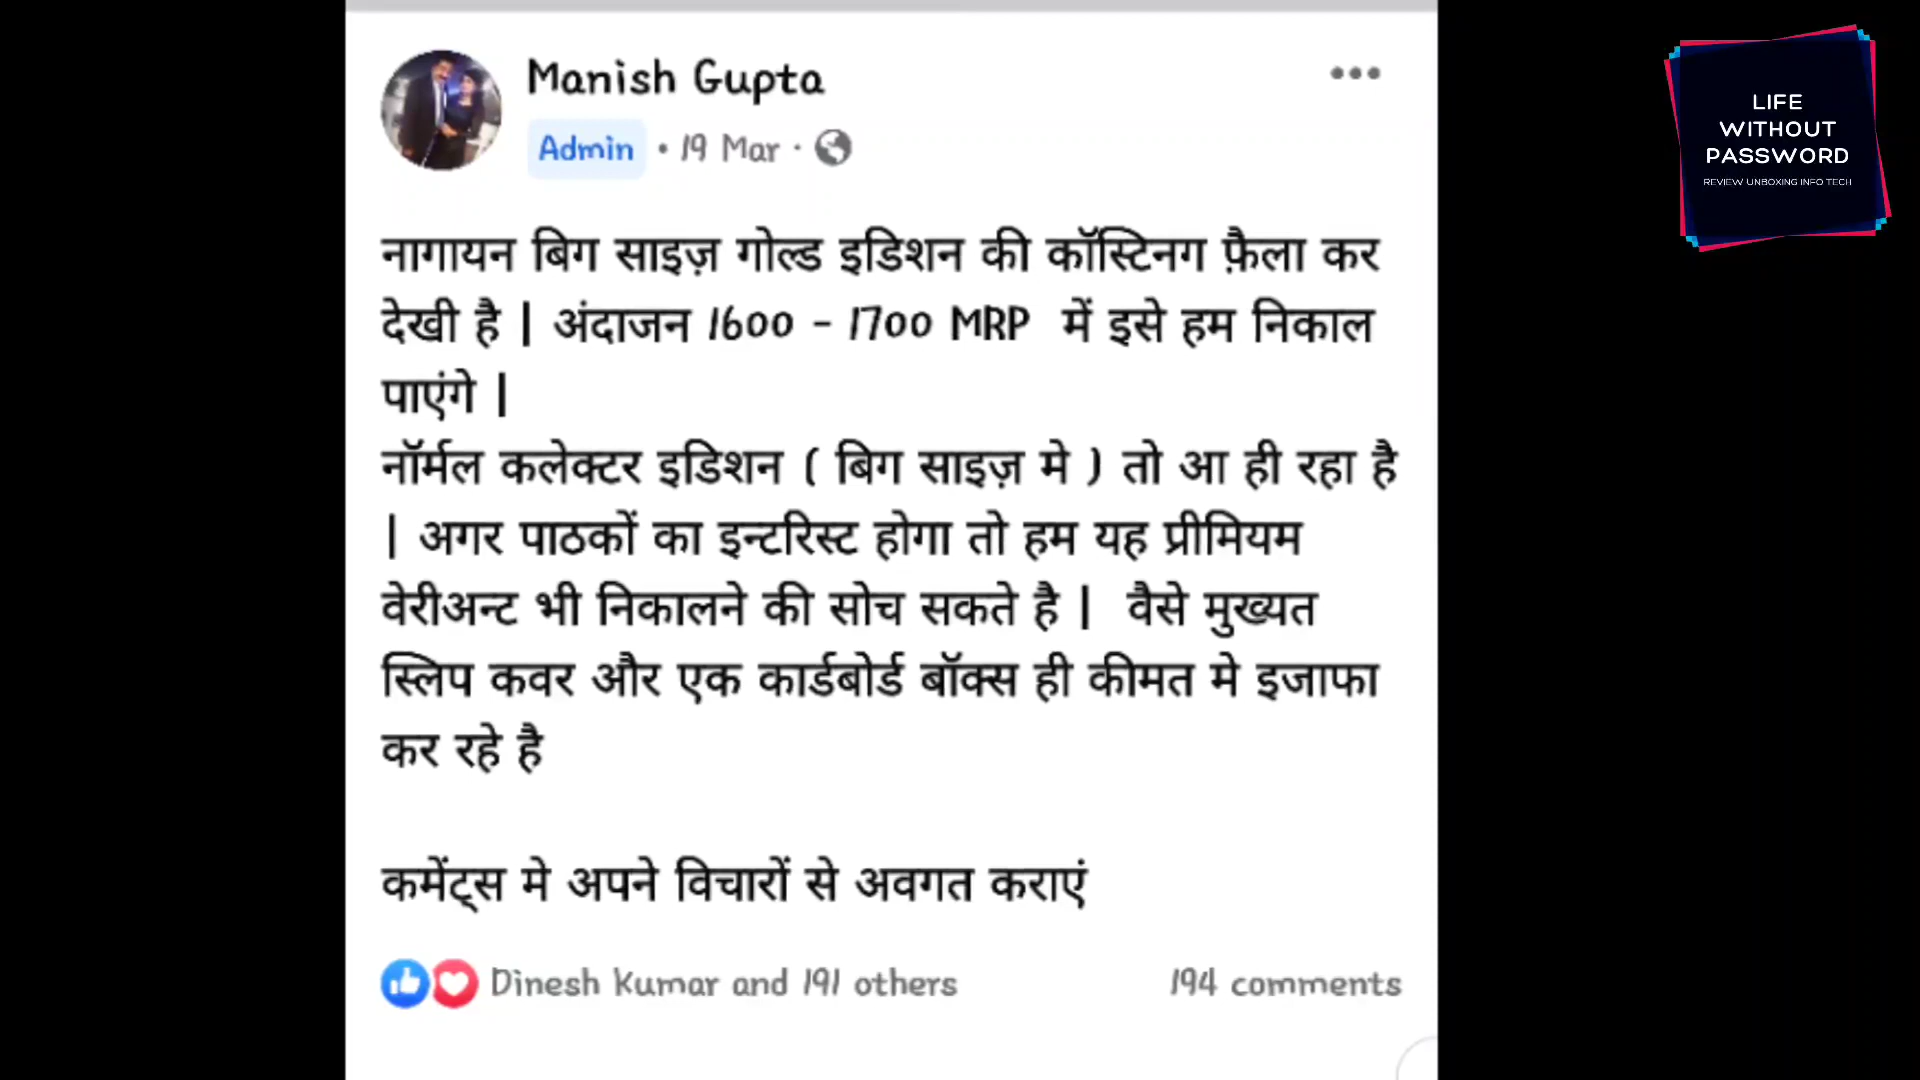 Manish Gupta
Admin • 19 Mar ·
नागायन बिग साइज़ गोल्ड इडिशन की कॉस्टिनग फ़ैला कर
देखी है | अंदाजन 1600 - 1700 MRP में इसे हम निकाल
पाएंगे |
नॉर्मल कलेक्टर इडिशन ( बिग साइज़ मे ) तो आ ही रहा है
| अगर पाठकों का इन्टरिस्ट होगा तो हम यह प्रीमियम
वेरीअन्ट भी निकालने की सोच सकते है | वैसे मुख्यत
स्लिप कवर और एक कार्डबोर्ड बॉक्स ही कीमत मे इजाफा
कर रहे है
कमेंट्स मे अपने विचारों से अवगत कराएं
Dinesh Kumar and 191 others
194 comments
LIFE
WITHOUT
PASSWORD
REVIEW UNBOXING INFO TECH